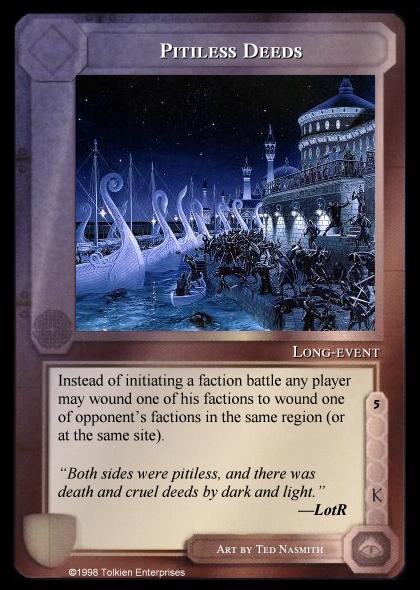 Pitiless Deeds
Long-event
Instead of initiating a faction battle any player
may wound one of his factions to wound one
of opponent's factions in the same region (or
at the same site).
5
“Both sides were pitiless, and there was
death and cruel deeds by dark and light.”
—LotR
K
Art by Ted Nasmith
©1998 Tolkien Enterprises